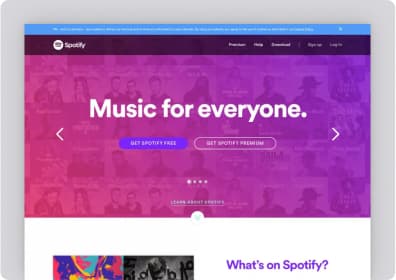 Spotify
Premium Help Download | Sign up Log In
Music for everyone.
GET SPOTIFY FREE
GET SPOTIFY PREMIUM
LEARN ABOUT SPOTIFY
What's on Spotify?